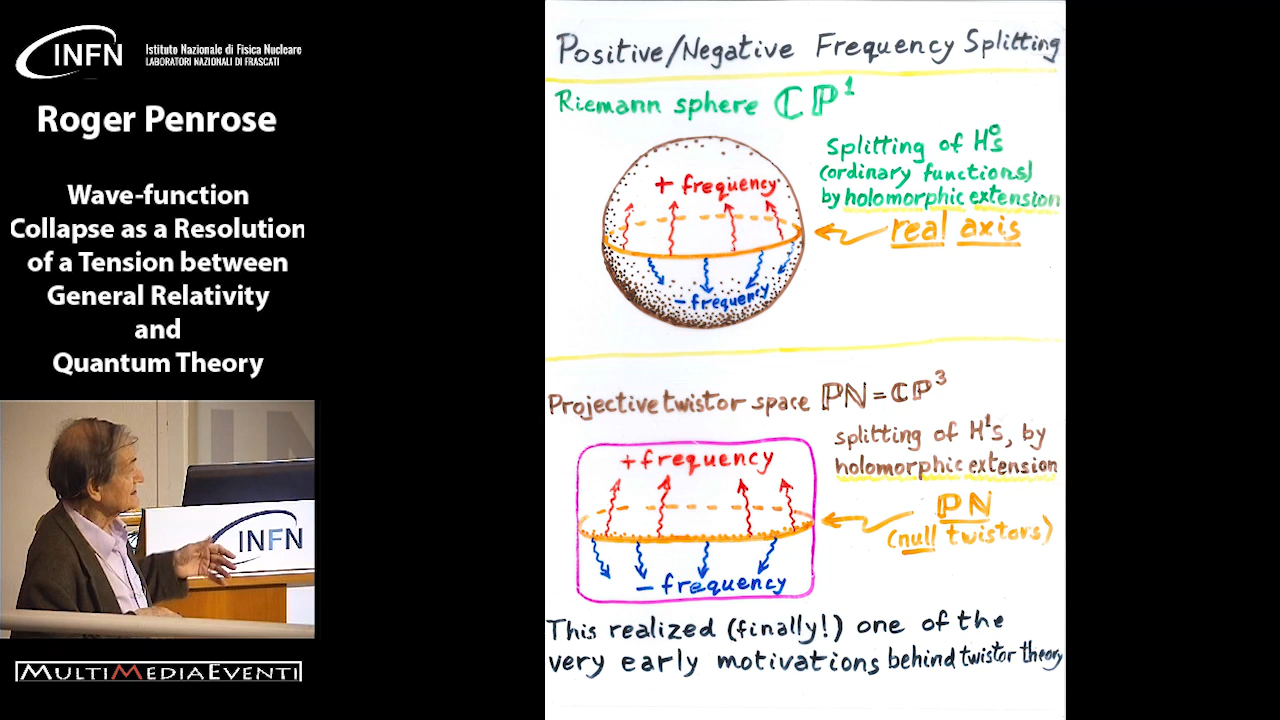 INFN
Istituto Nazionale di Fisica Nucleare
LABORATORI NAZIONALI DI FRASCATI
Roger Penrose
Wave-function
Collapse as a Resolution
of a Tension between
General Relativity
and
Quantum Theory
INFN
MULTIMEDIAEVENTI
Positive/Negative Frequency Splitting
Riemann sphere ℂℙ¹
splitting of H⁰s
(ordinary functions)
by holomorphic extension
real axis
+ frequency
- frequency
Projective twistor space ℙℕ=ℂℙ³
splitting of H¹s, by
holomorphic extension
ℙℕ
(null twistors)
+frequency
-frequency
This realized (finally!) one of the
very early motivations behind twistor theory